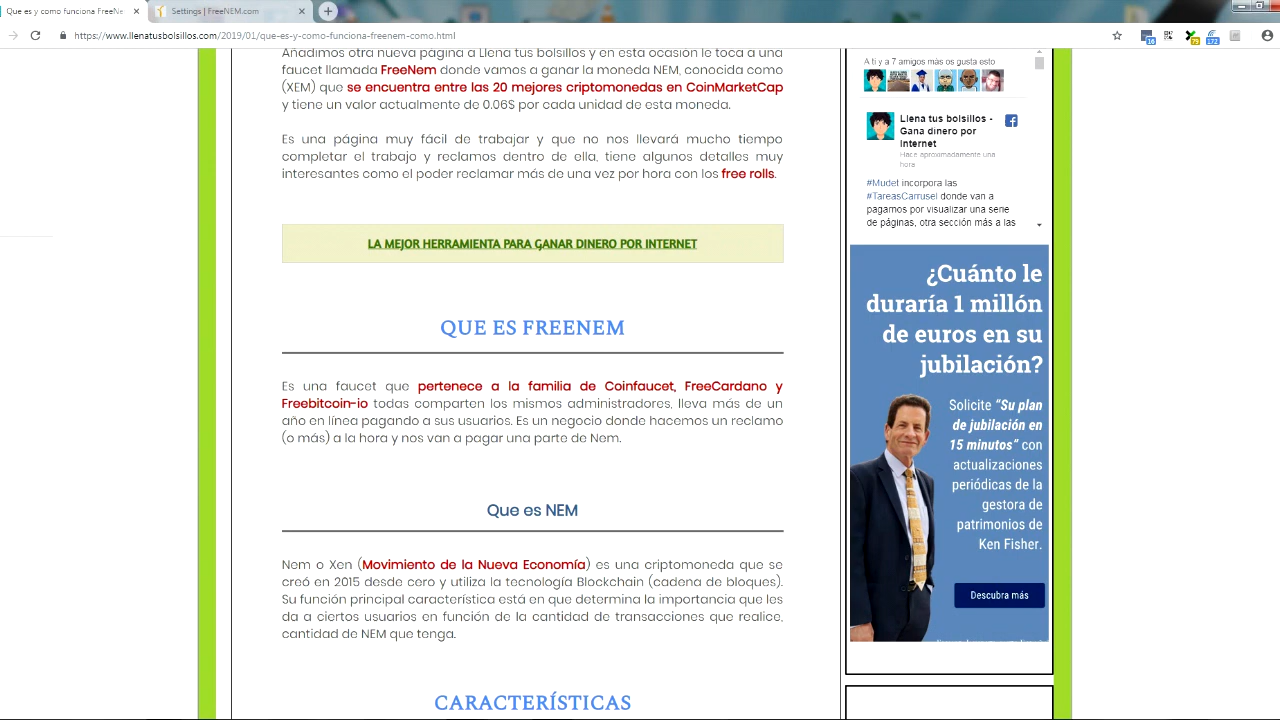 Que es y como funciona FreeNe
Settings | FreeNEM.com
https://www.llenatusbolsillos.com/2019/01/que-es-y-como-funciona-freenem-como.html
16
79
172
Añadimos otra nueva página a Llena tus bolsillos y en esta ocasión le toca a una
faucet llamada FreeNem donde vamos a ganar la moneda NEM, conocida como
(XEM) que se encuentra entre las 20 mejores criptomonedas en CoinMarketCap
y tiene un valor actualmente de 0.06$ por cada unidad de esta moneda.
Es una página muy fácil de trabajar y que no nos llevará mucho tiempo
completar el trabajo y reclamos dentro de ella, tiene algunos detalles muy
interesantes como el poder reclamar más de una vez por hora con los free rolls.
LA MEJOR HERRAMIENTA PARA GANAR DINERO POR INTERNET
QUE ES FREENEM
Es una faucet que pertenece a la familia de Coinfaucet, FreeCardano y
Freebitcoin-io todas comparten los mismos administradores, lleva más de un
año en línea pagando a sus usuarios. Es un negocio donde hacemos un reclamo
(o más) a la hora y nos van a pagar una parte de Nem.
Que es NEM
Nem o Xen (Movimiento de la Nueva Economía) es una criptomoneda que se
creó en 2015 desde cero y utiliza la tecnología Blockchain (cadena de bloques).
Su función principal característica está en que determina la importancia que les
da a ciertos usuarios en función de la cantidad de transacciones que realice,
cantidad de NEM que tenga.
CARACTERÍSTICAS
A ti y a 7 amigos más os gusta esto
Llena tus bolsillos -
Gana dinero por
Internet
Hace aproximadamente una
hora
#Mudet incorpora las
#TareasCarrusel donde van a
pagarnos por visualizar una serie
de páginas, otra sección más a las
¿Cuánto le
duraría 1 millón
de euros en su
jubilación?
Solicite “Su plan
de jubilación en
15 minutos” con
actualizaciones
periódicas de la
gestora de
patrimonios de
Ken Fisher.
Descubra más